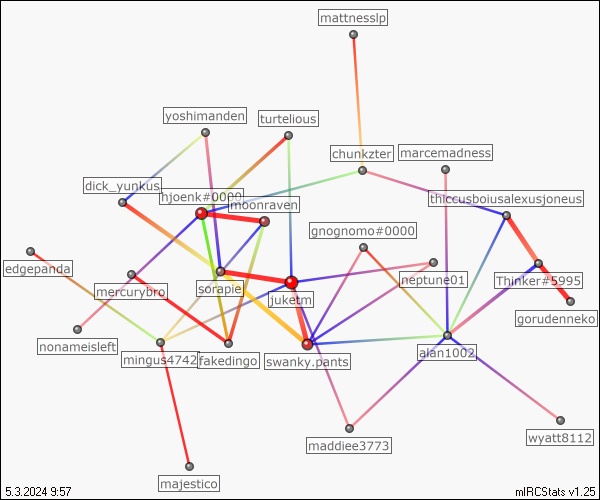 mattnesslp
yoshimanden
turtelious
chunkzter
marcemadness
dick_yunkus
hjoenk#0000
moonraven
thiccusboiusalexusjoneus
gnognomo#0000
edgepanda
mercurybro
sorapie
juketm
neptune01
Thinker#5995
gorudenneko
nonameisleft
mingus4742
fakedingo
swanky.pants
alan1002
maddiee3773
wyatt8112
majestico
5.3.2024 9:57
mIRCStats v1.25